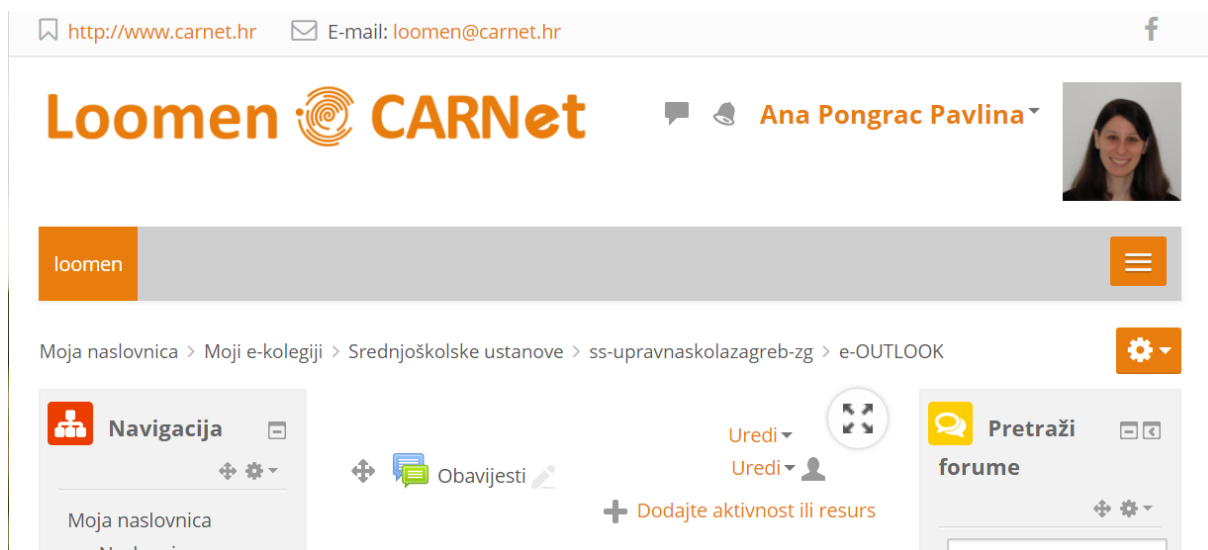 http://www.carnet.hr E-mail: loomen@carnet.hr f
Loomen CARNet
Ana Pongrac Pavlina
loomen
Moja naslovnica > Moji e-kolegiji > Srednjoškolske ustanove > ss-upravnaskolazagreb-zg > e-OUTLOOK
Navigacija
Moja naslovnica
Uredi
Obavijesti
Uredi
Dodajte aktivnost ili resurs
Pretraži
forume